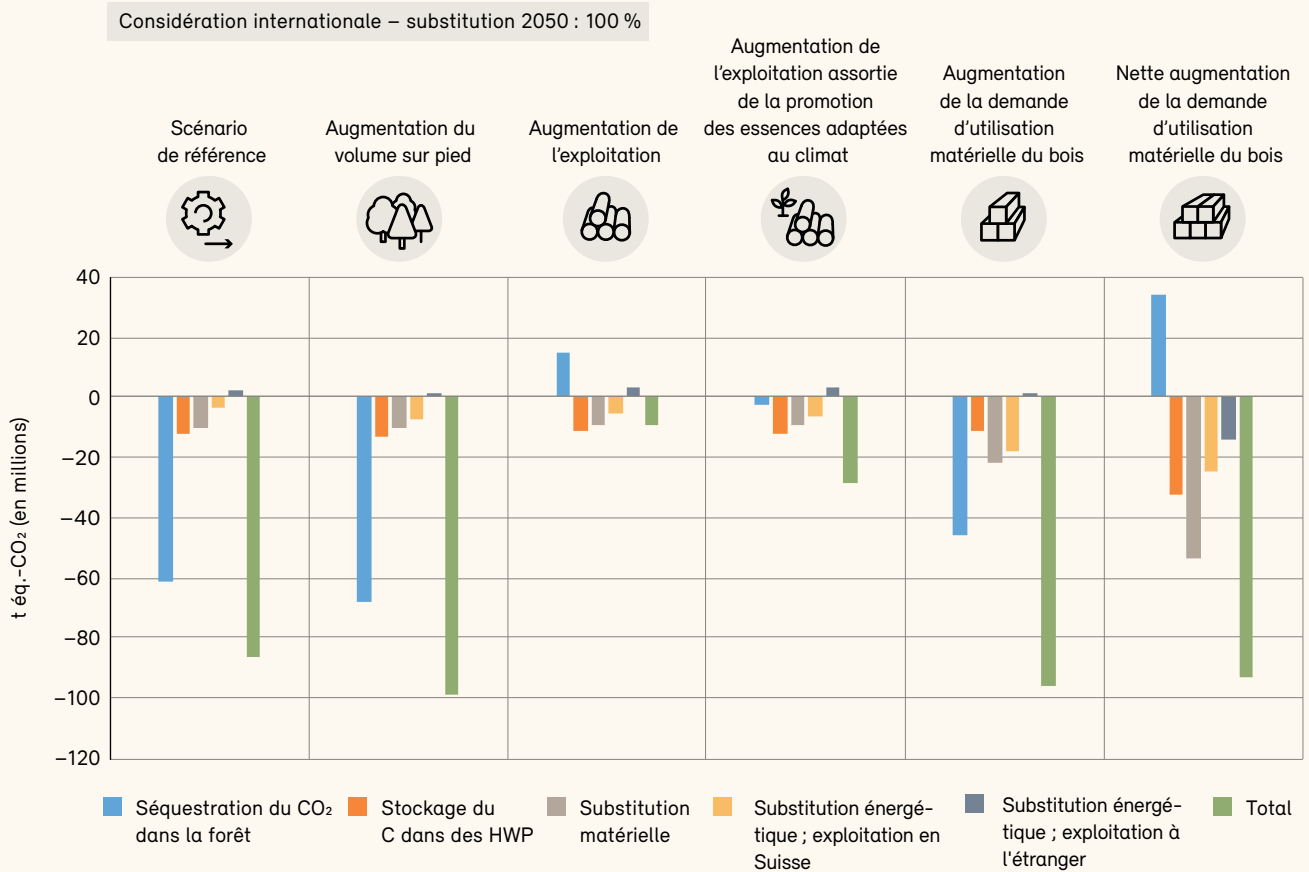 Considération internationale – substitution 2050 : 100 %
Scénario
de référence
Augmentation du
volume sur pied
Augmentation de
l'exploitation
Augmentation de
l'exploitation assortie
de la promotion
des essences adaptées
au climat
Augmentation
de la demande
d'utilisation
matérielle du bois
Nette augmentation
de la demande
d'utilisation
matérielle du bois
t éq.-CO₂ (en millions)
40
20
0
–20
–40
–60
–80
–100
–120
Séquestration du CO₂
dans la forêt
Stockage du
C dans des HWP
Substitution
matérielle
Substitution énergé-
tique ; exploitation en
Suisse
Substitution énergé-
tique ; exploitation à
l'étranger
Total